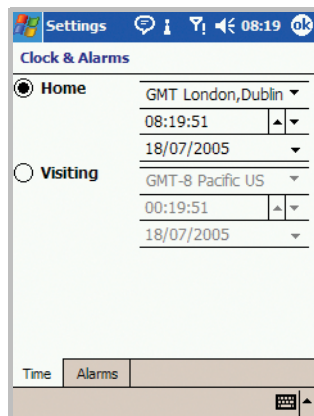 Settings 08:19 ok
Clock & Alarms
Home
GMT London,Dublin
08:19:51
18/07/2005
Visiting
GMT-8 Pacific US
00:19:51
18/07/2005
Time Alarms